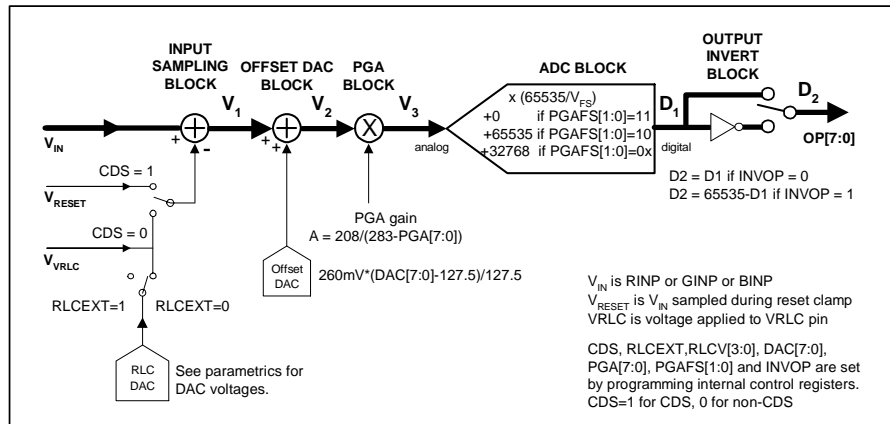 INPUT
SAMPLING
BLOCK
OFFSET DAC
BLOCK
PGA
BLOCK
ADC BLOCK
OUTPUT
INVERT
BLOCK
V1
V2
V3
x (65535/VFS)
+0 if PGAFS[1:0]=11
+65535 if PGAFS[1:0]=10
+32768 if PGAFS[1:0]=0x
D1
D2
OP[7:0]
VIN
+
-
+
+
X
analog
digital
CDS = 1
VRESET
CDS = 0
VVRLC
D2 = D1 if INVOP = 0
D2 = 65535-D1 if INVOP = 1
PGA gain
A = 208/(283-PGA[7:0])
Offset
DAC
260mV*(DAC[7:0]-127.5)/127.5
RLCEXT=1
RLCEXT=0
RLC
DAC
See parametrics for
DAC voltages.
VIN is RINP or GINP or BINP
VRESET is VIN sampled during reset clamp
VRLC is voltage applied to VRLC pin
CDS, RLCEXT,RLCV[3:0], DAC[7:0],
PGA[7:0], PGAFS[1:0] and INVOP are set
by programming internal control registers.
CDS=1 for CDS, 0 for non-CDS